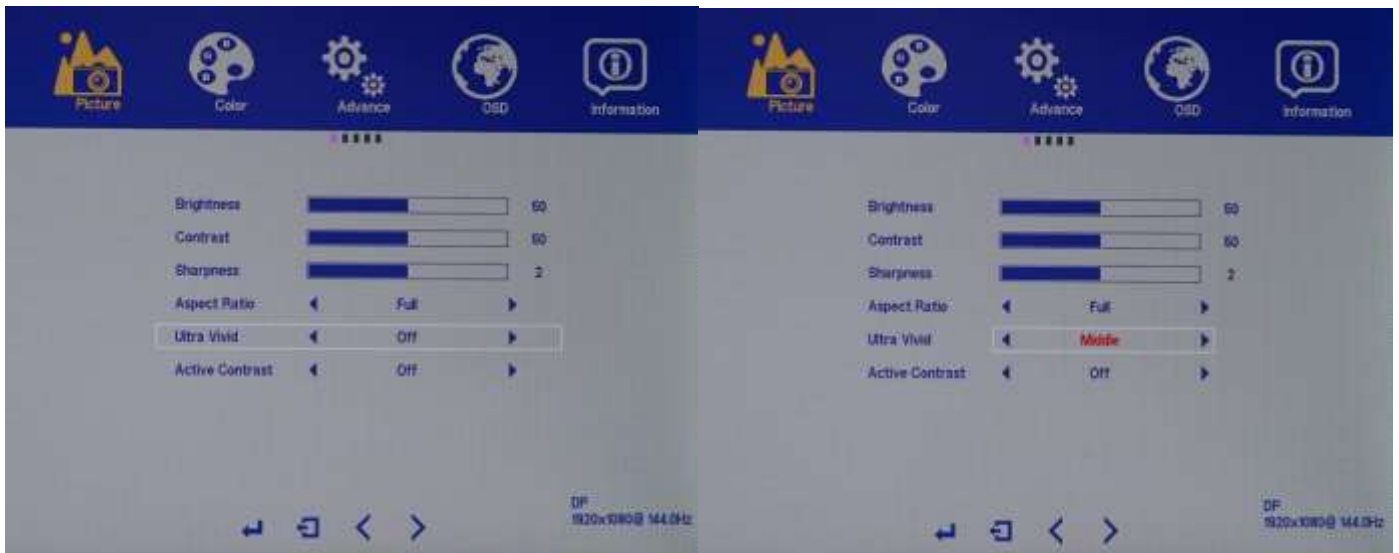 Picture Color Advance OSD Information
Brightness 50
Contrast 50
Sharpness 2
Aspect Ratio Full
Ultra Vivid Off
Active Contrast Off
DP
1920x1080@ 144.0Hz
Picture Color Advance OSD Information
Brightness 50
Contrast 50
Sharpness 2
Aspect Ratio Full
Ultra Vivid Middle
Active Contrast Off
DP
1920x1080@ 144.0Hz